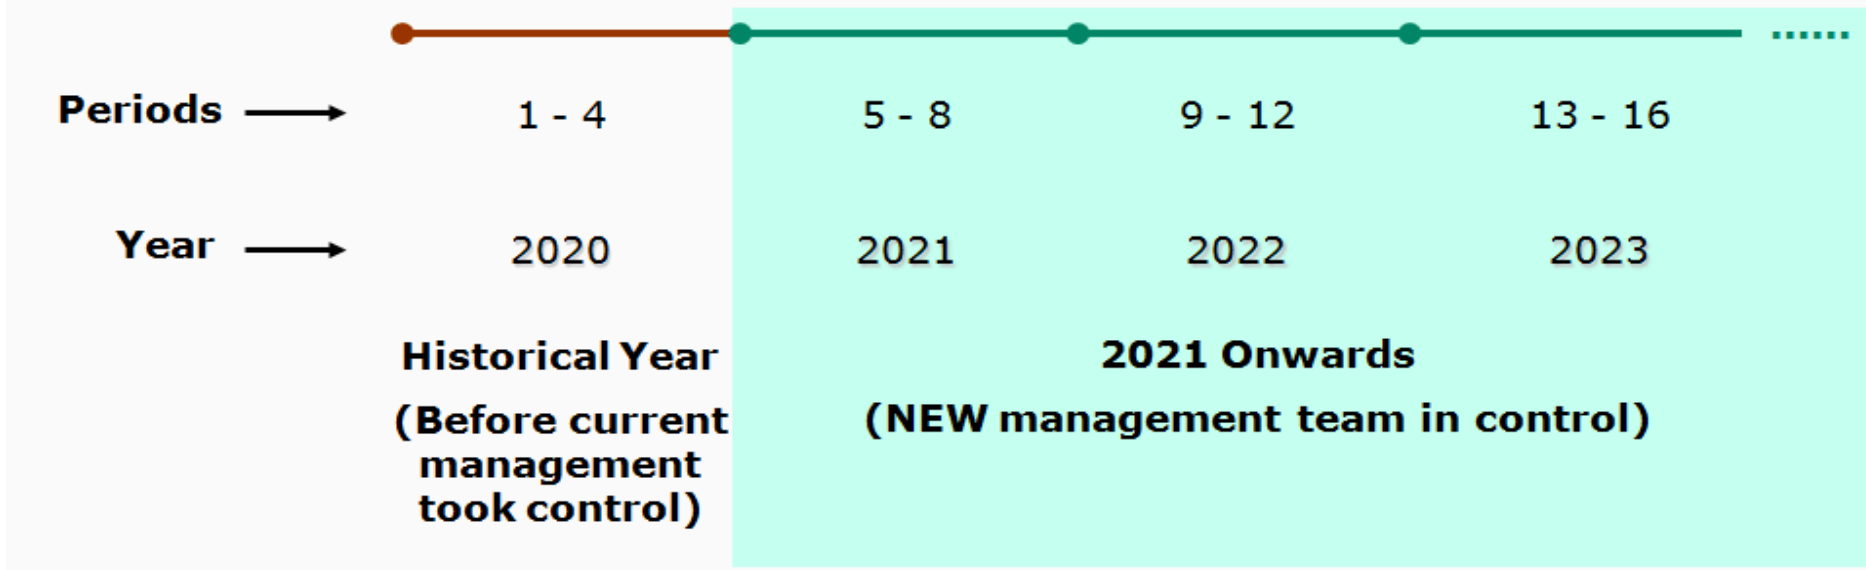 Periods 1 - 4 5 - 8 9 - 12 13 - 16
Year 2020 2021 2022 2023
Historical Year
(Before current
management
took control)
2021 Onwards
(NEW management team in control)